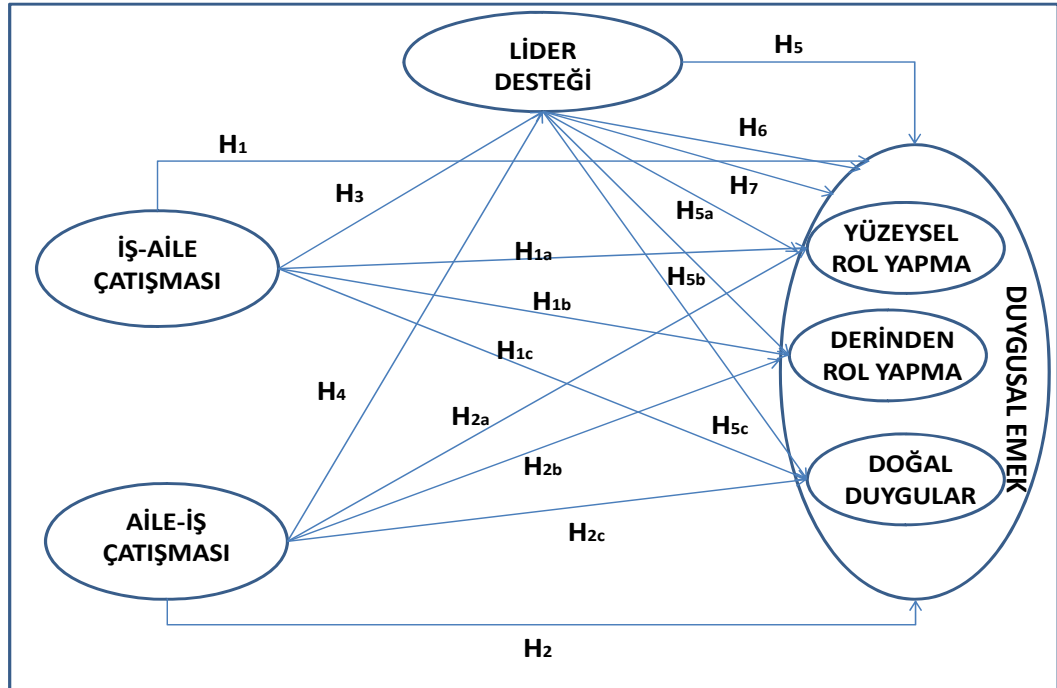 LİDER
DESTEĞİ
H5
H6
H1
H7
H3
H5a
İŞ-AİLE
ÇATIŞMASI
H1a
YÜZEYSEL
ROL YAPMA
H5b
H1b
DERİNDEN
ROL YAPMA
H1c
H4
H2a
H5c
H2b
DOĞAL
DUYGULAR
DUYGUSAL EMEK
AİLE-İŞ
ÇATIŞMASI
H2c
H2